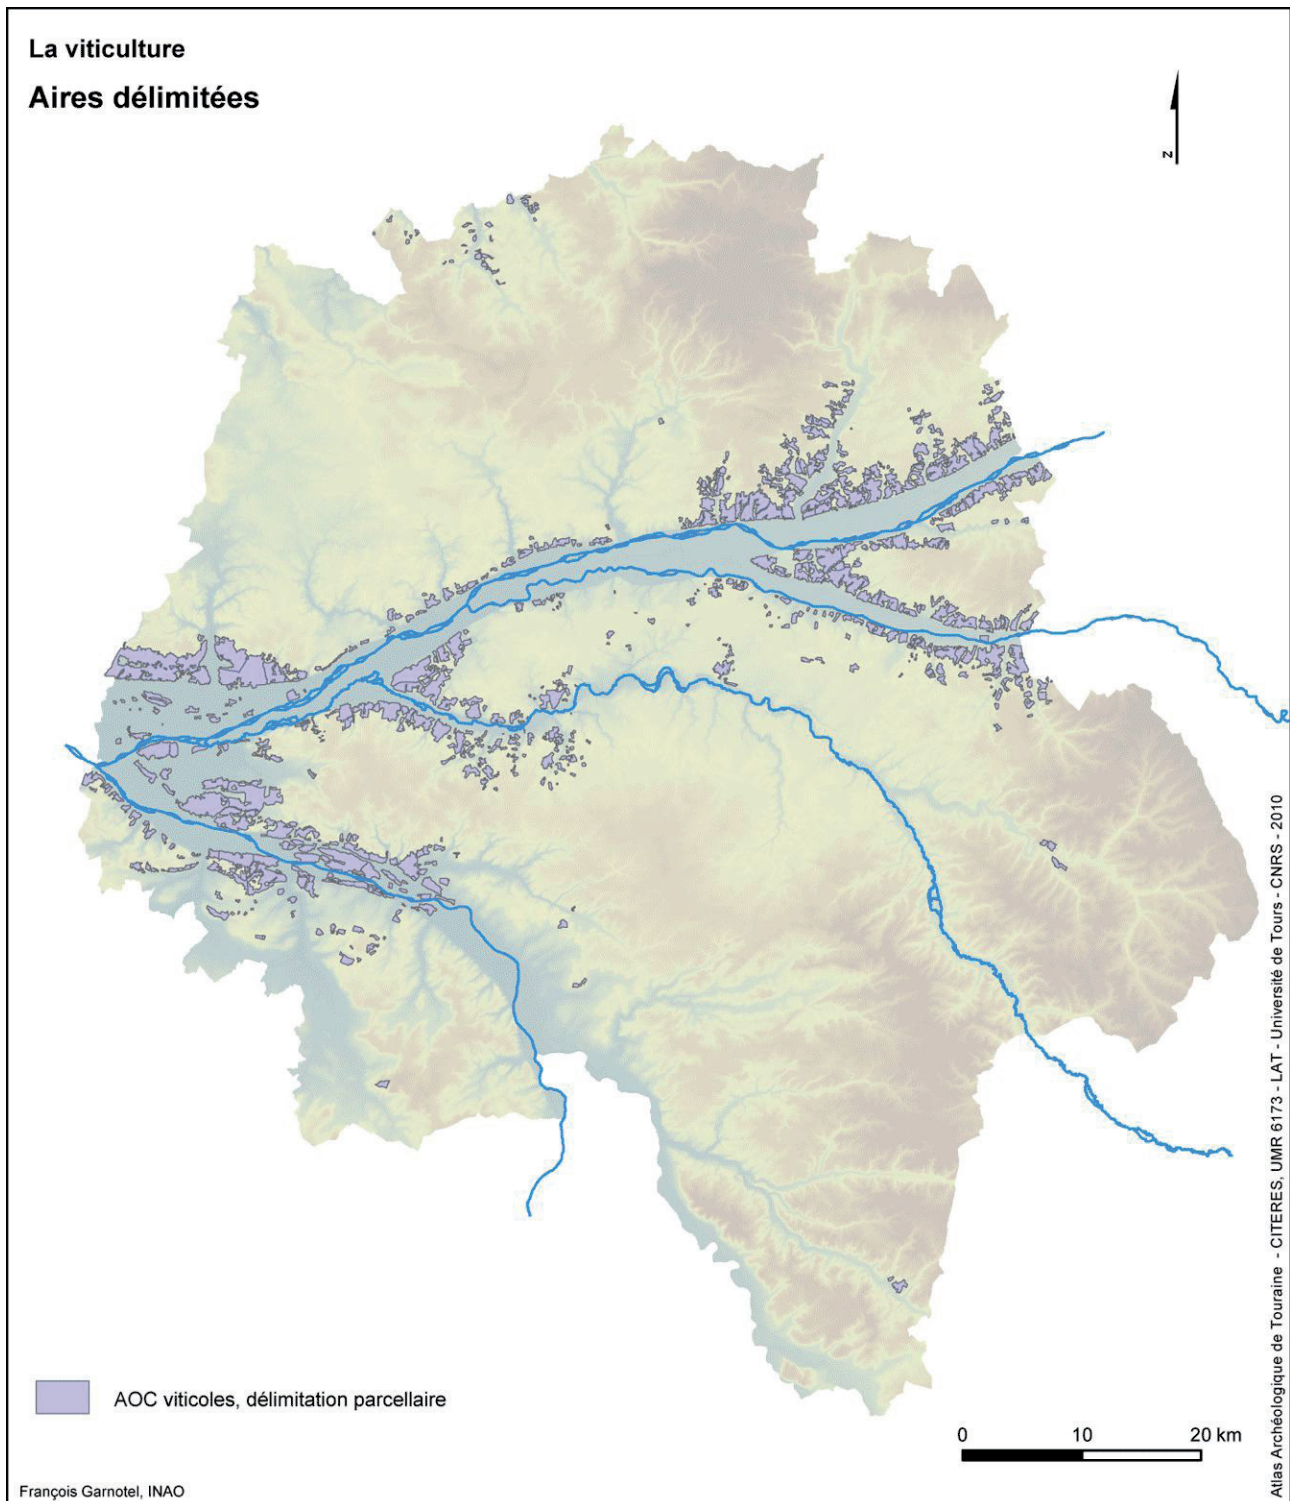 La viticulture
Aires délimitées
z
AOC viticoles, délimitation parcellaire
0 10 20 km
François Garnotel, INAO
Atlas Archéologique de Touraine - CITERES, UMR 6173 - LAT - Université de Tours - CNRS - 2010